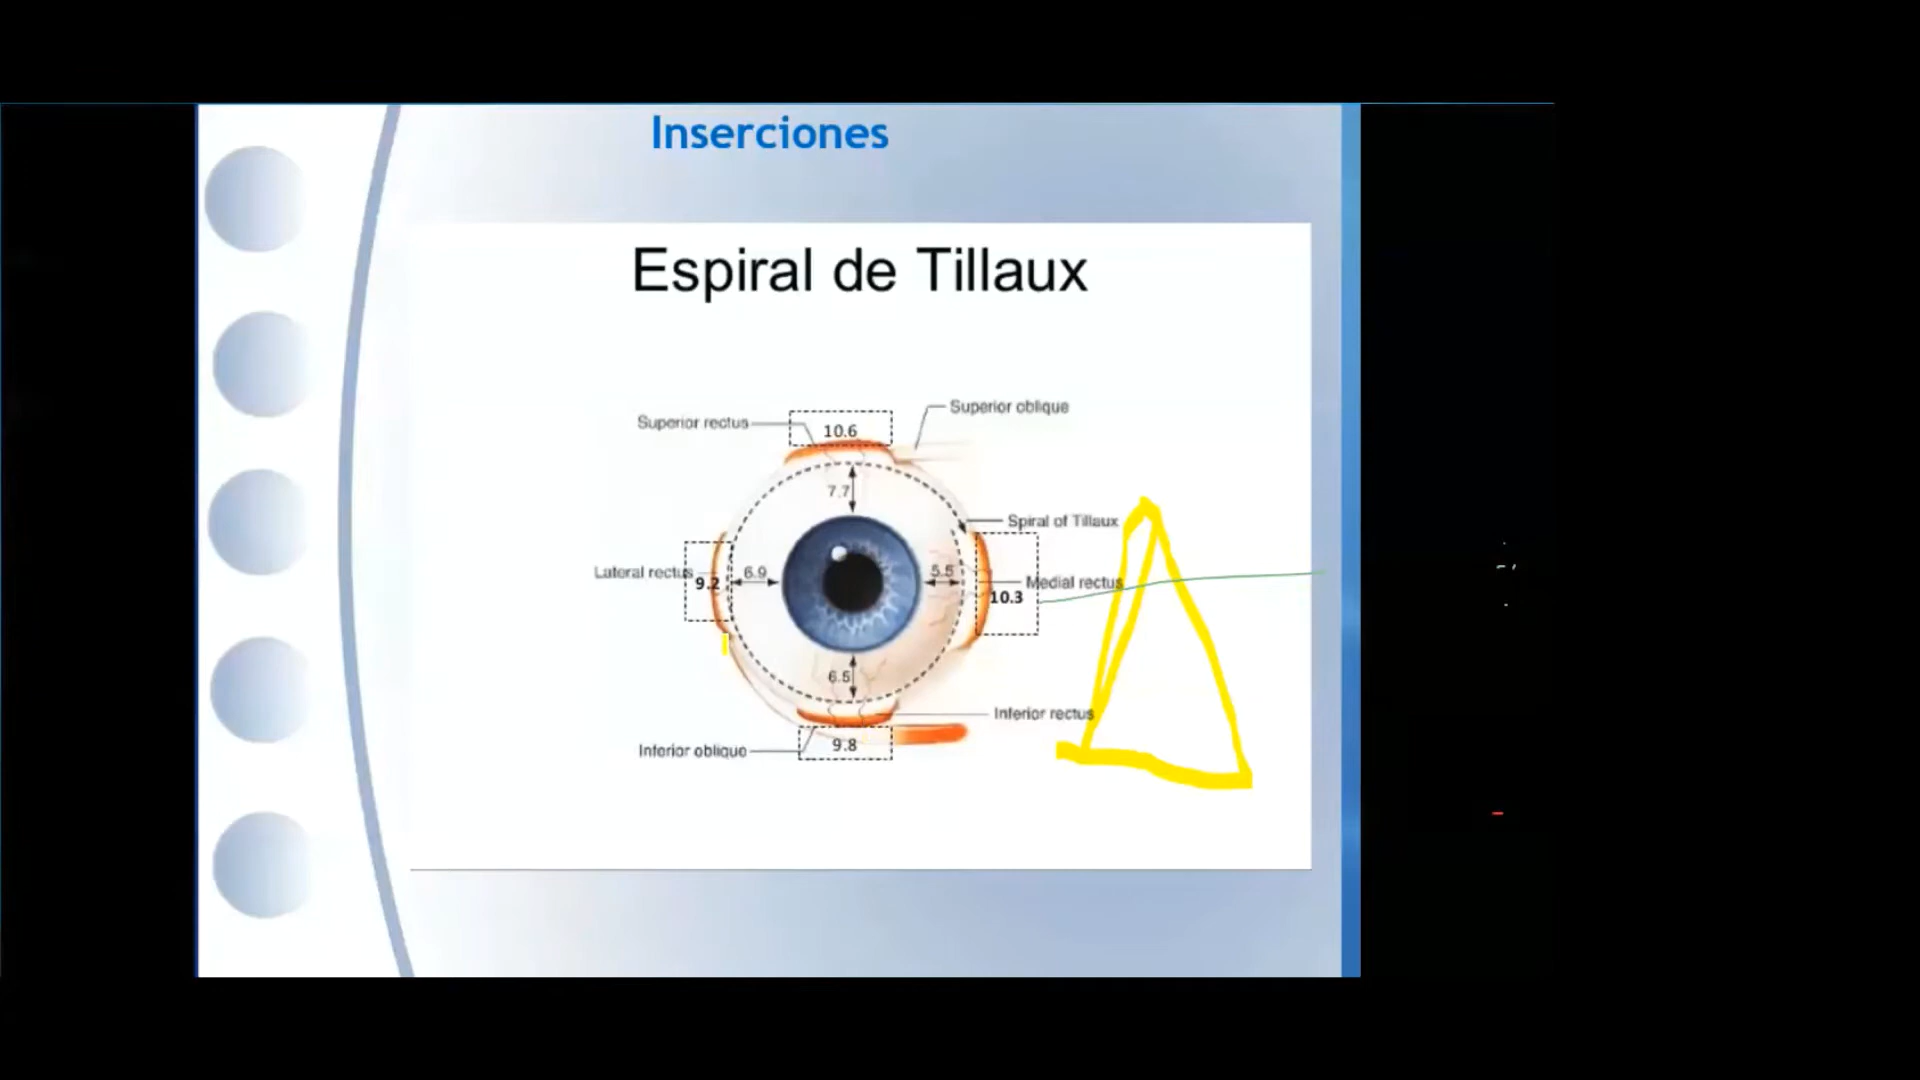 Inserciones
Espiral de Tillaux
Superior oblique
Superior rectus
10.6
7.7
Spiral of Tillaux
Lateral rectus
9.2
6.9
5.5
Medial rectus
10.3
6.5
Inferior rectus
Inferior oblique
9.8